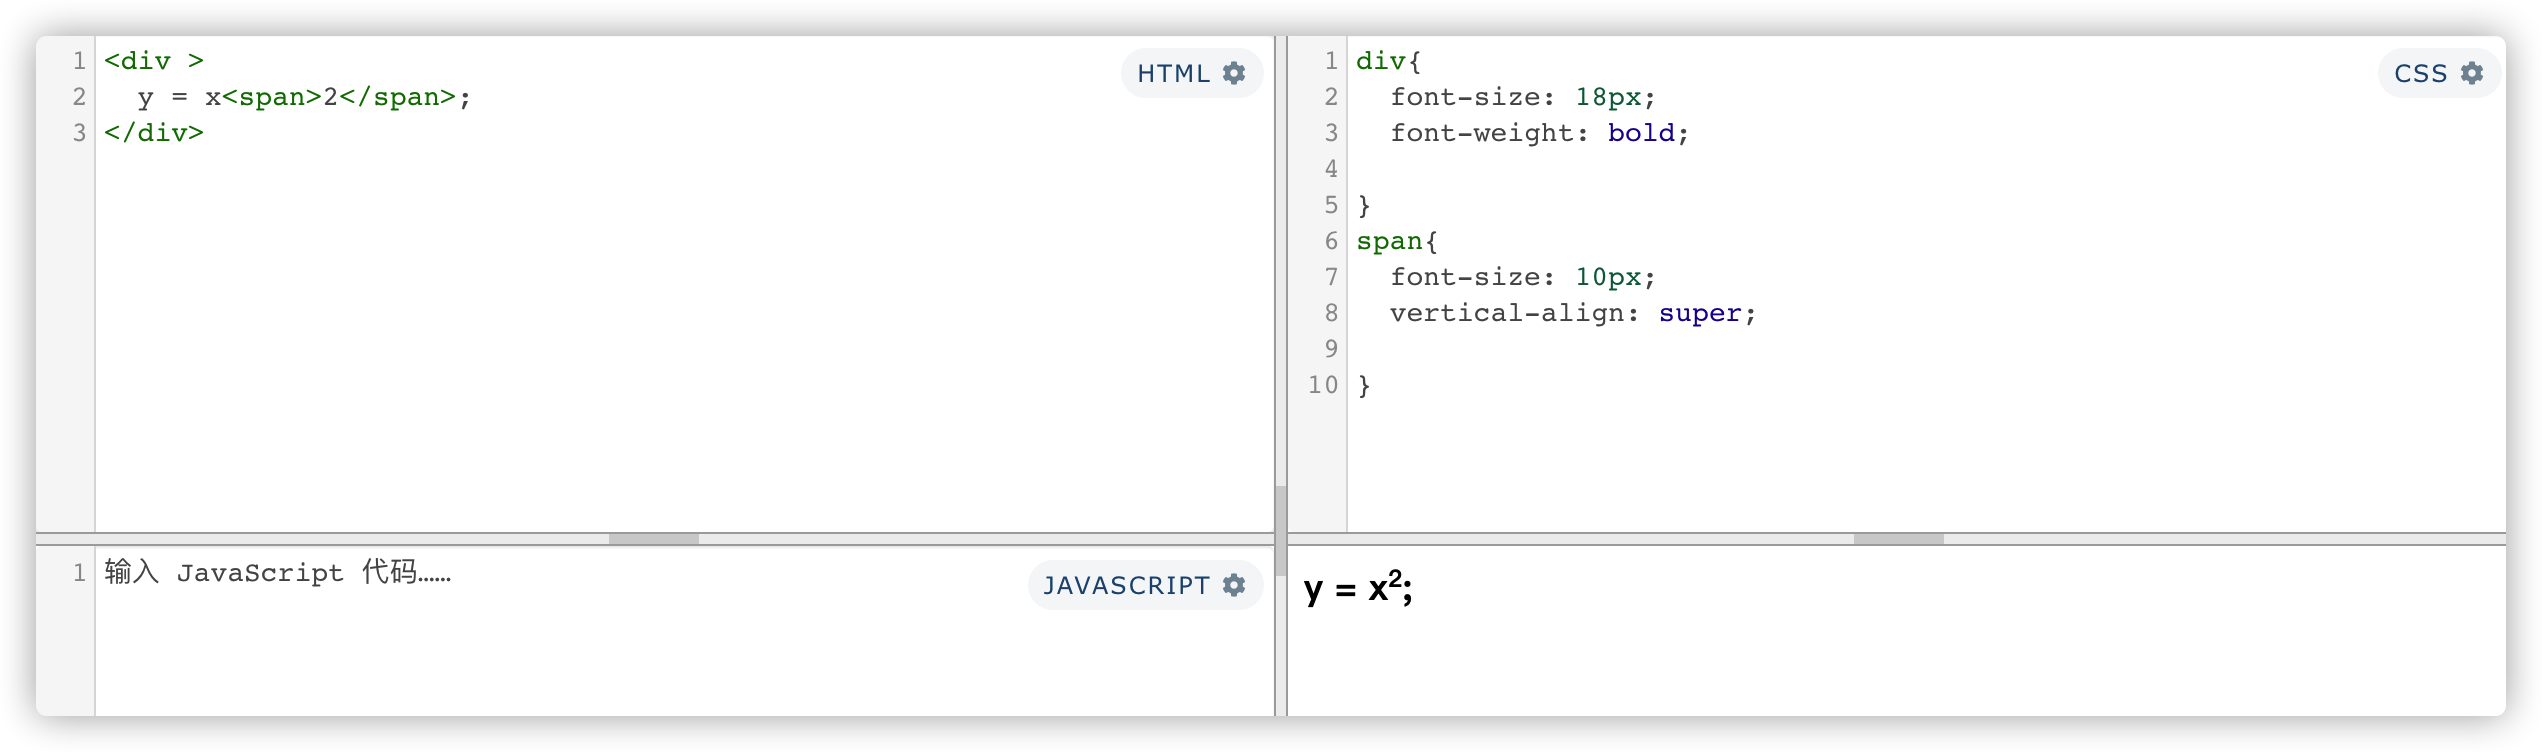 1 <div >
2   y = x<span>2</span>;
3 </div>
HTML
1 div{
2   font-size: 18px;
3   font-weight: bold;
4
5 }
6 span{
7   font-size: 10px;
8   vertical-align: super;
9
10 }
CSS
1 输入 JavaScript 代码……
JAVASCRIPT
y = x²;